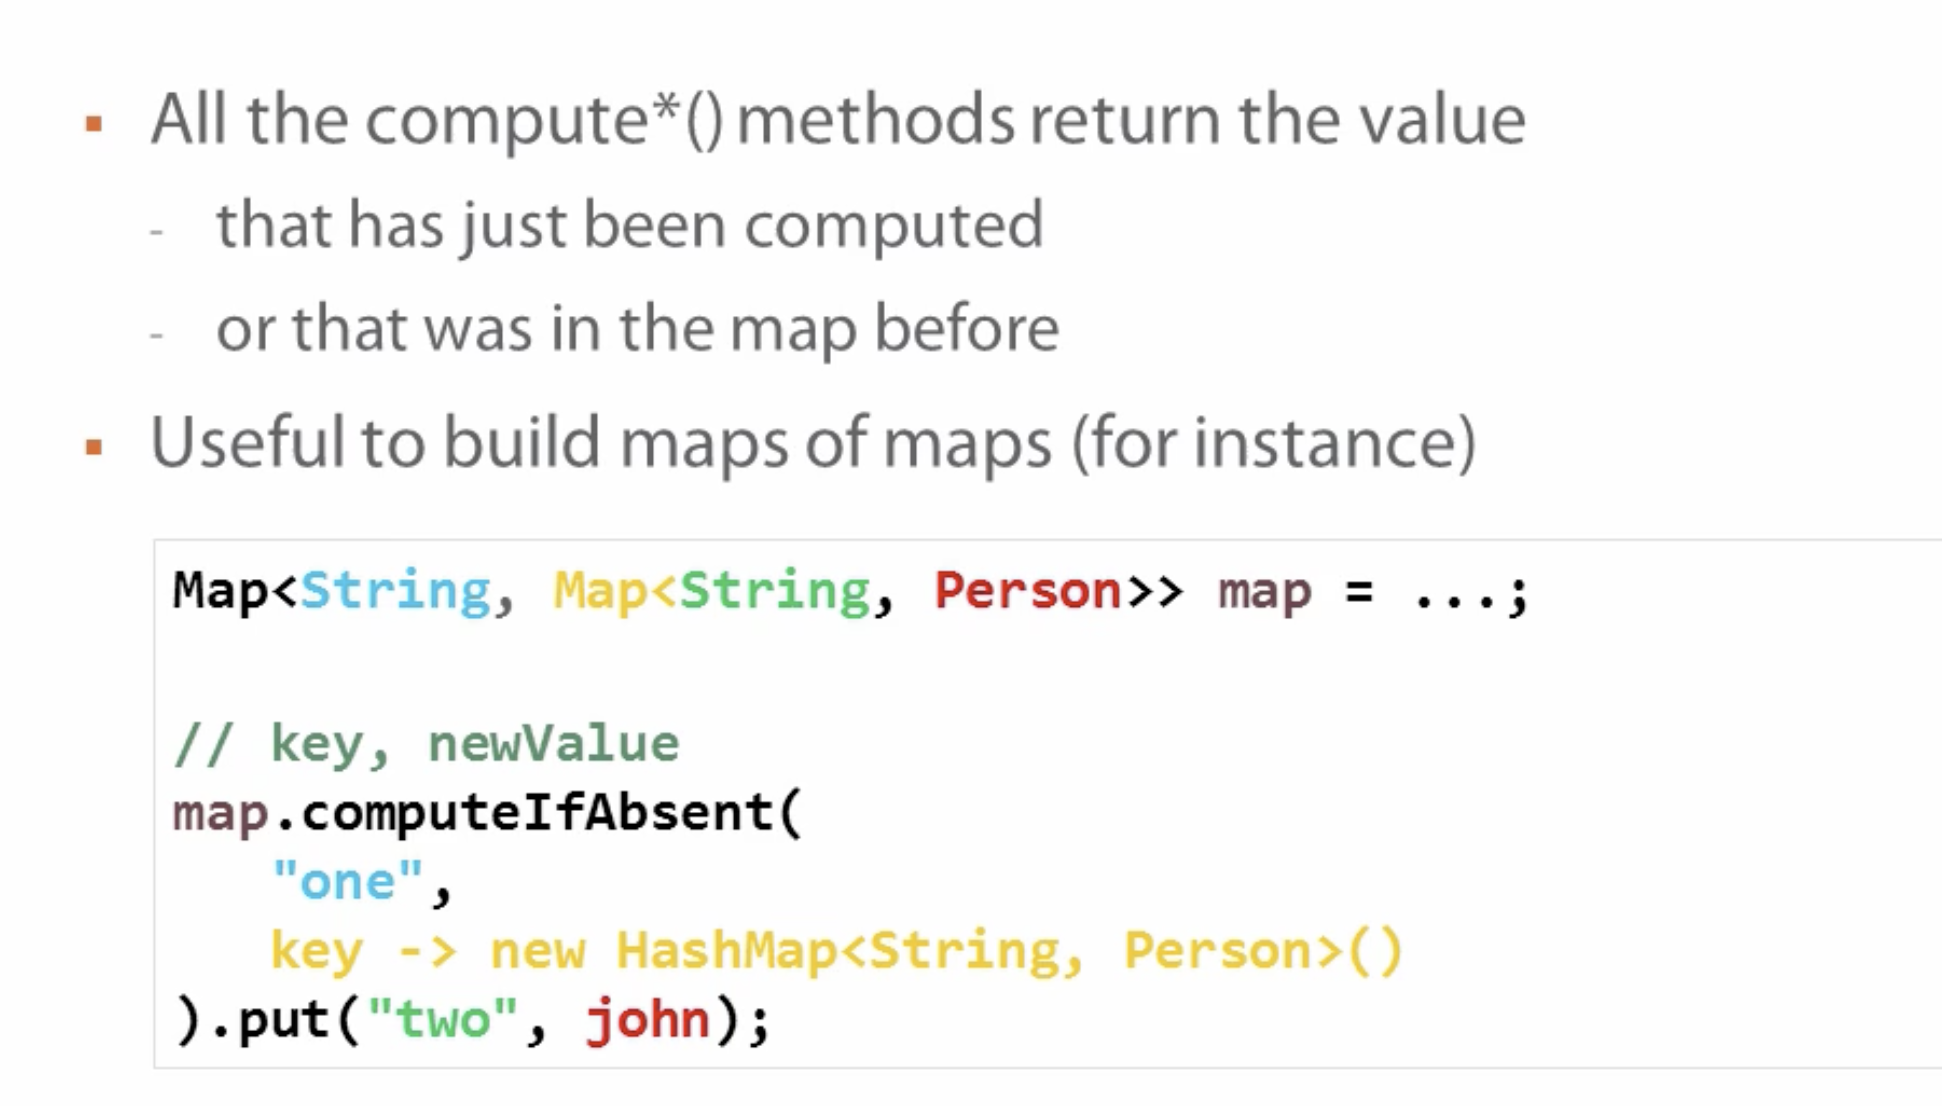 ▪ All the compute*() methods return the value
- that has just been computed
- or that was in the map before
▪ Useful to build maps of maps (for instance)
Map<String, Map<String, Person>> map = ...;
// key, newValue
map.computeIfAbsent(
"one",
key -> new HashMap<String, Person>()
).put("two", john);